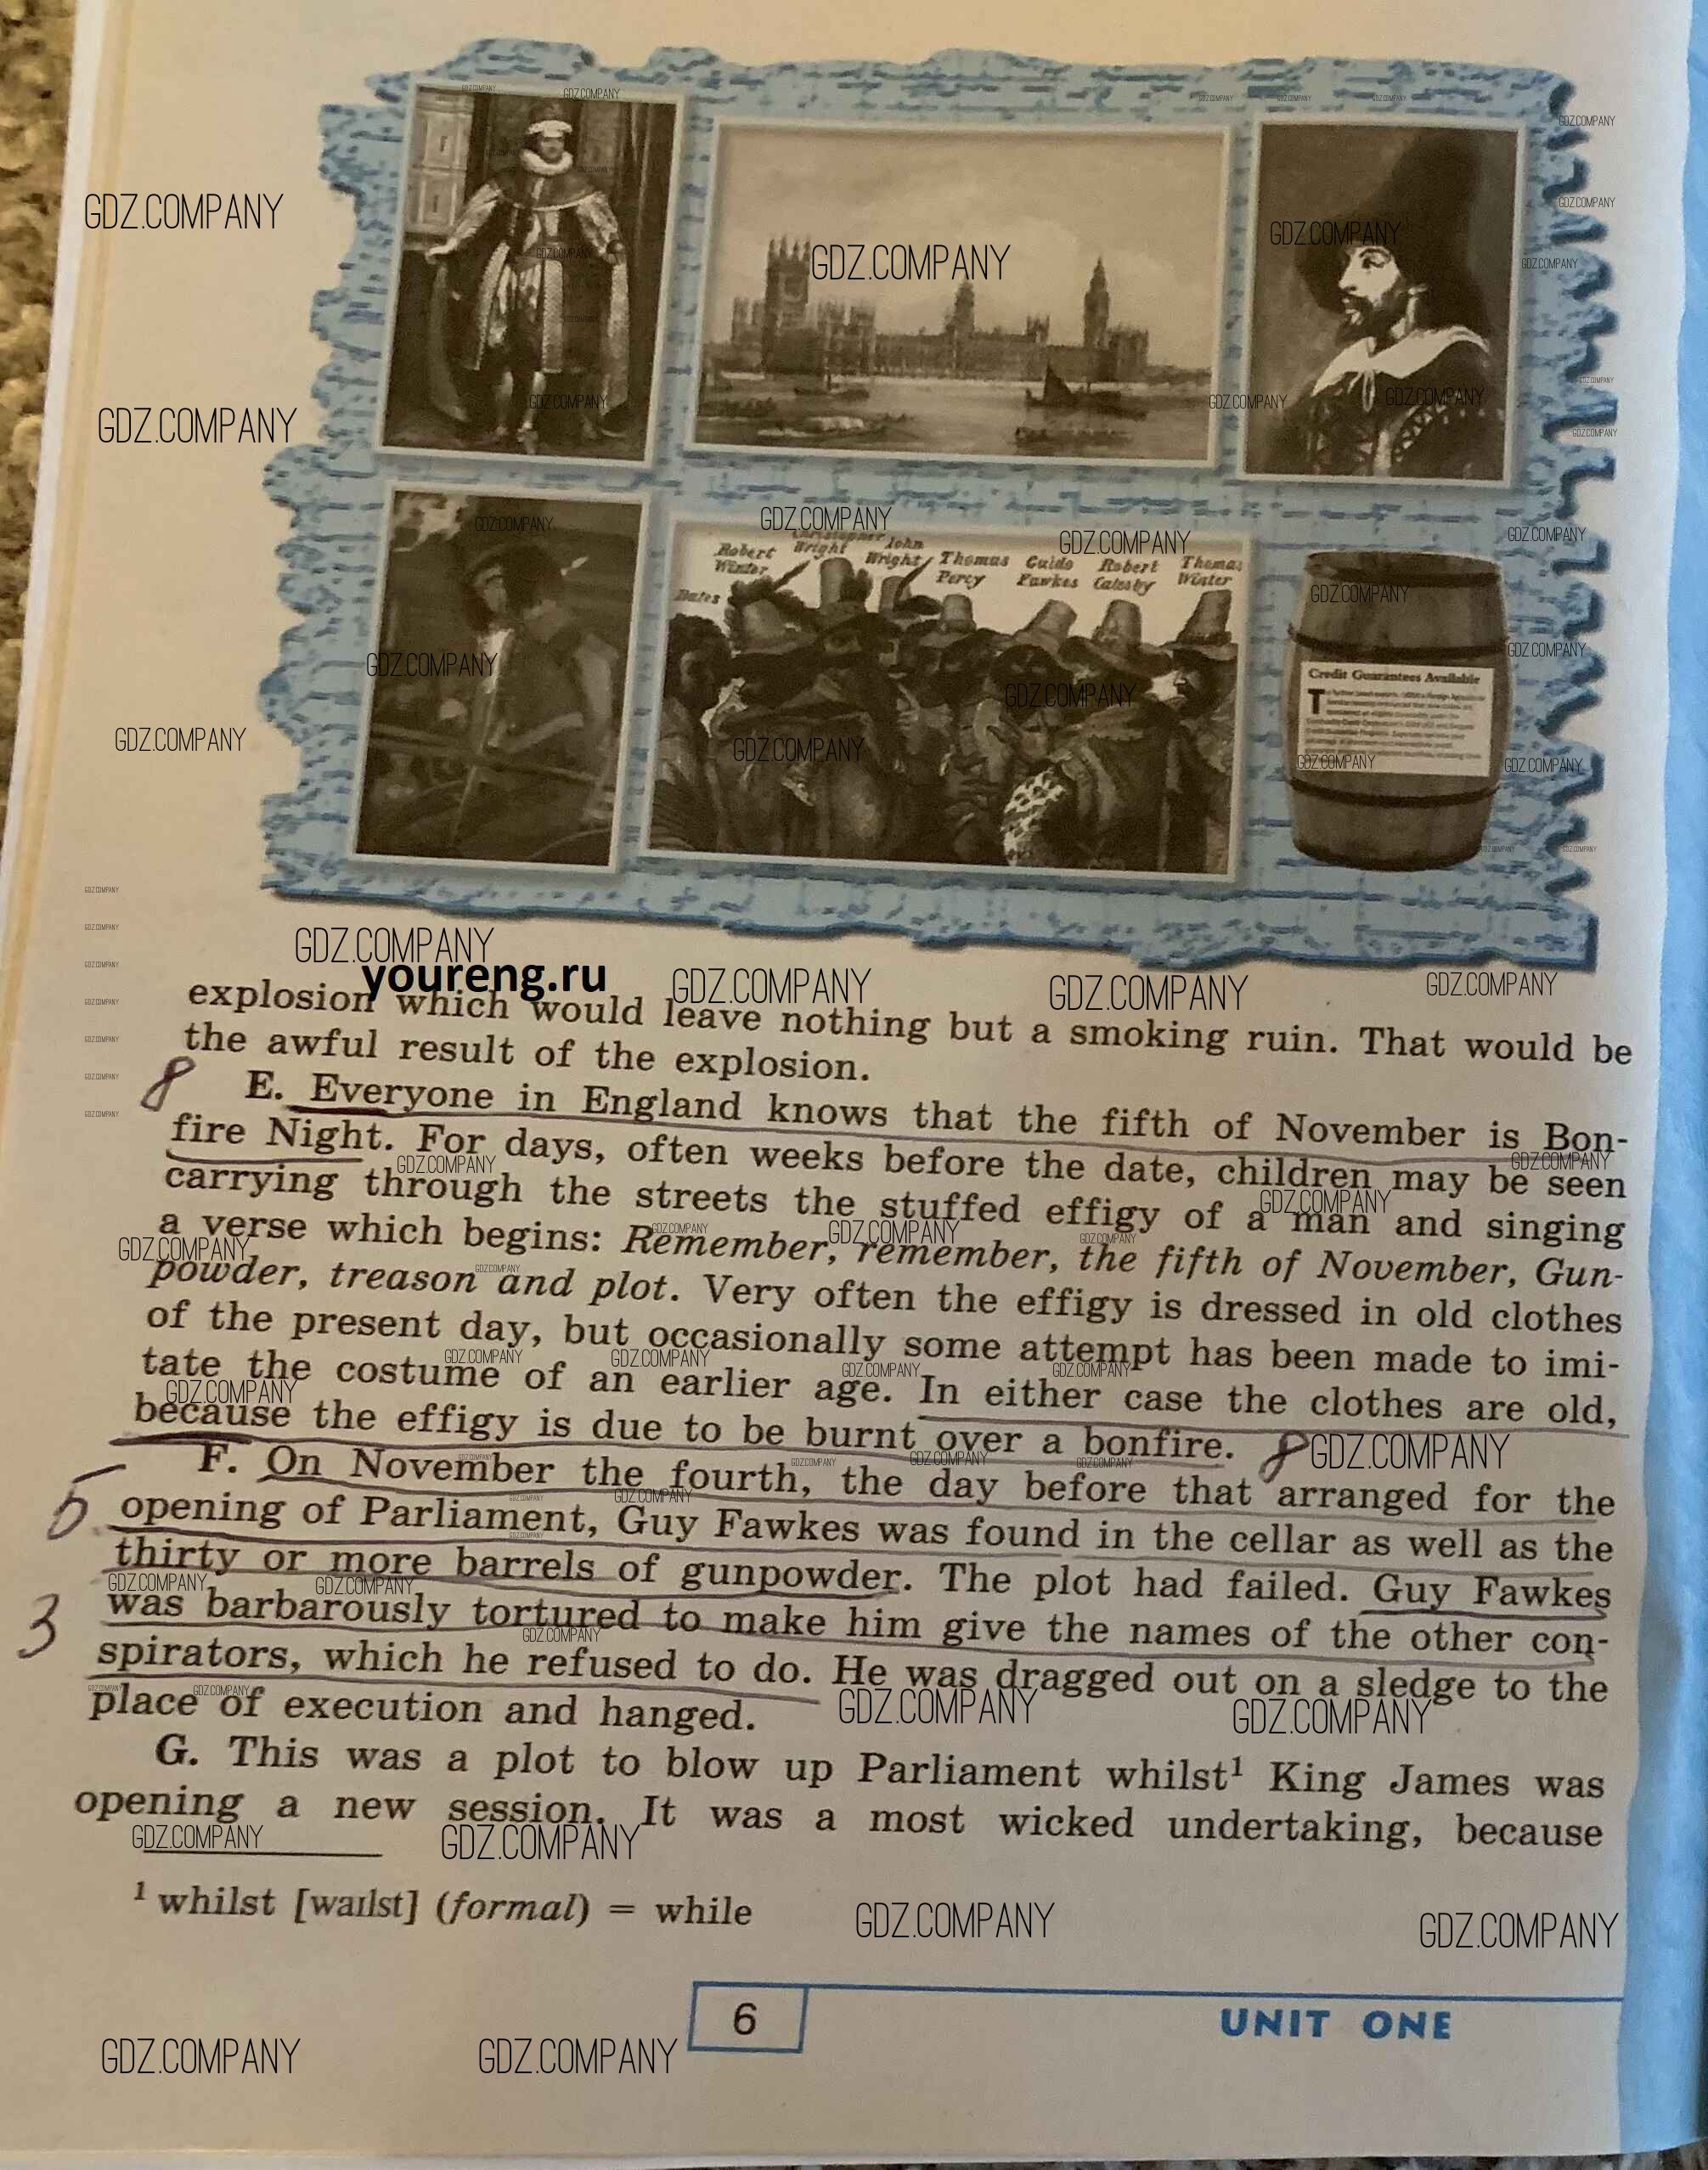 Robert Winter
Christopher Wright
John Wright
Thomas Percy
Guido Fawkes
Robert Catesby
Thomas Winter
Bates
Credit Guarantees Available
GDZ.COMPANY
youreng.ru
explosion which would leave nothing but a smoking ruin. That would be
the awful result of the explosion.
8 E. Everyone in England knows that the fifth of November is Bon-
fire Night. For days, often weeks before the date, children may be seen
carrying through the streets the stuffed effigy of a man and singing
a verse which begins: Remember, remember, the fifth of November, Gun-
powder, treason and plot. Very often the effigy is dressed in old clothes
of the present day, but occasionally some attempt has been made to imi-
tate the costume of an earlier age. In either case the clothes are old,
because the effigy is due to be burnt over a bonfire. 8
F. On November the fourth, the day before that arranged for the
5 opening of Parliament, Guy Fawkes was found in the cellar as well as the
thirty or more barrels of gunpowder. The plot had failed. Guy Fawkes
3 was barbarously tortured to make him give the names of the other con-
spirators, which he refused to do. He was dragged out on a sledge to the
place of execution and hanged.
G. This was a plot to blow up Parliament whilst¹ King James was
opening a new session. It was a most wicked undertaking, because
¹ whilst [waılst] (formal) = while
6
UNIT ONE